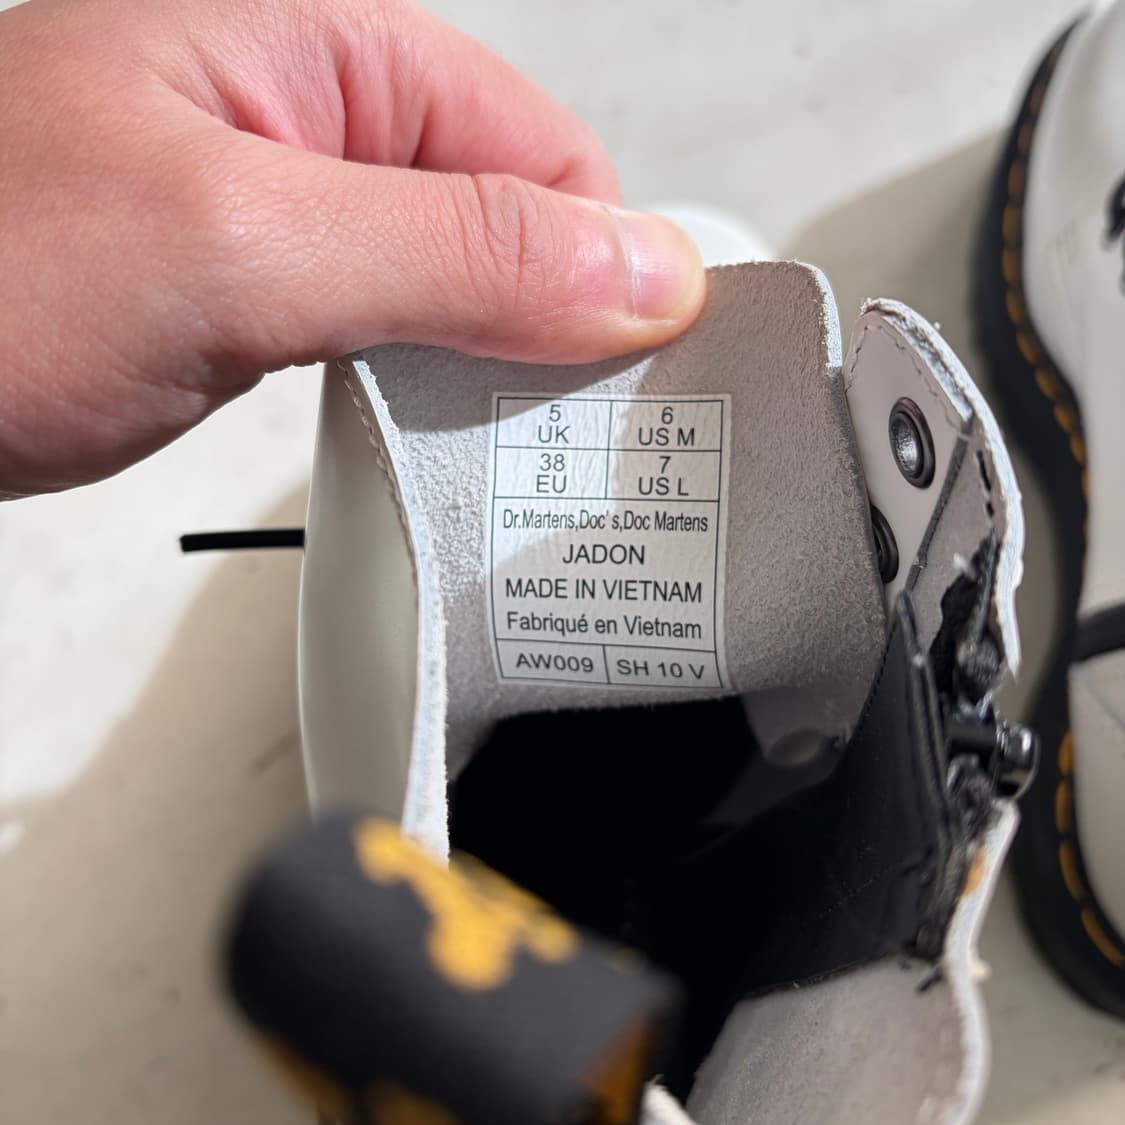 5 6
UK US M
38 7
EU US L
Dr.Martens,Doc's,Doc Martens
JADON
MADE IN VIETNAM
Fabriqué en Vietnam
AW009 SH 10 V